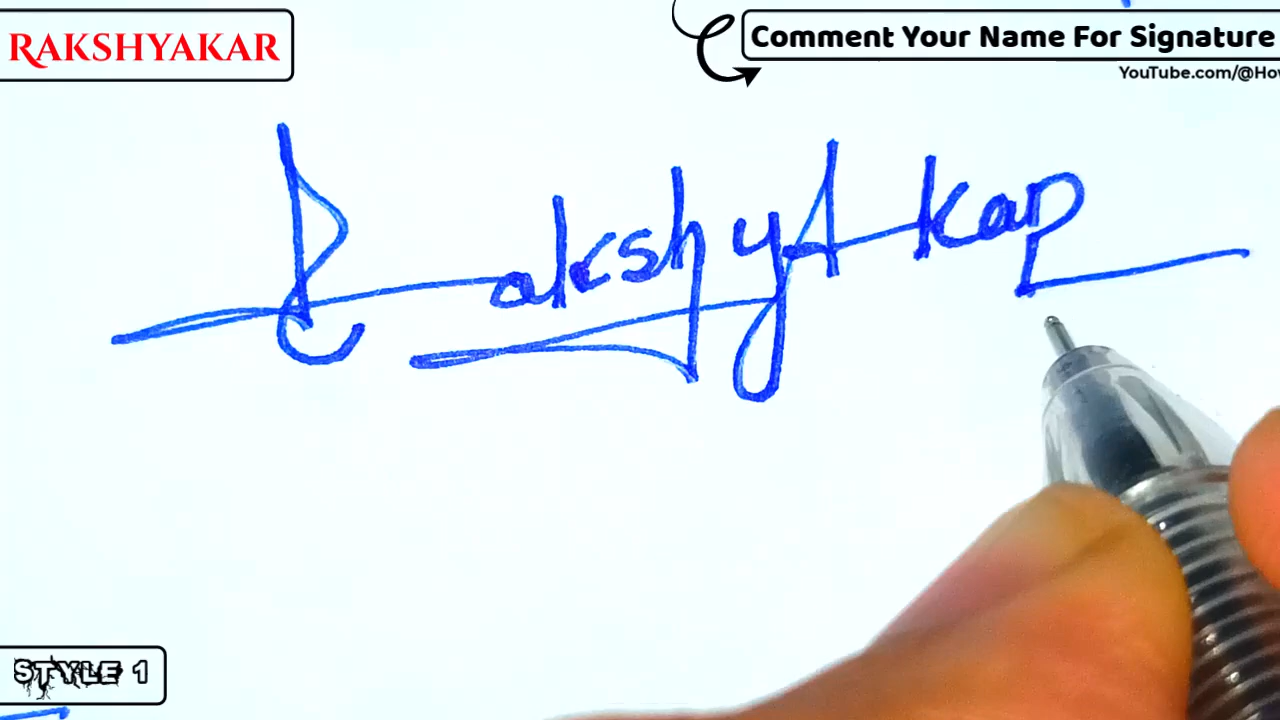 RAKSHYAKAR
Comment Your Name For Signature
YouTube.com/@How
RakshyAkar
STYLE 1